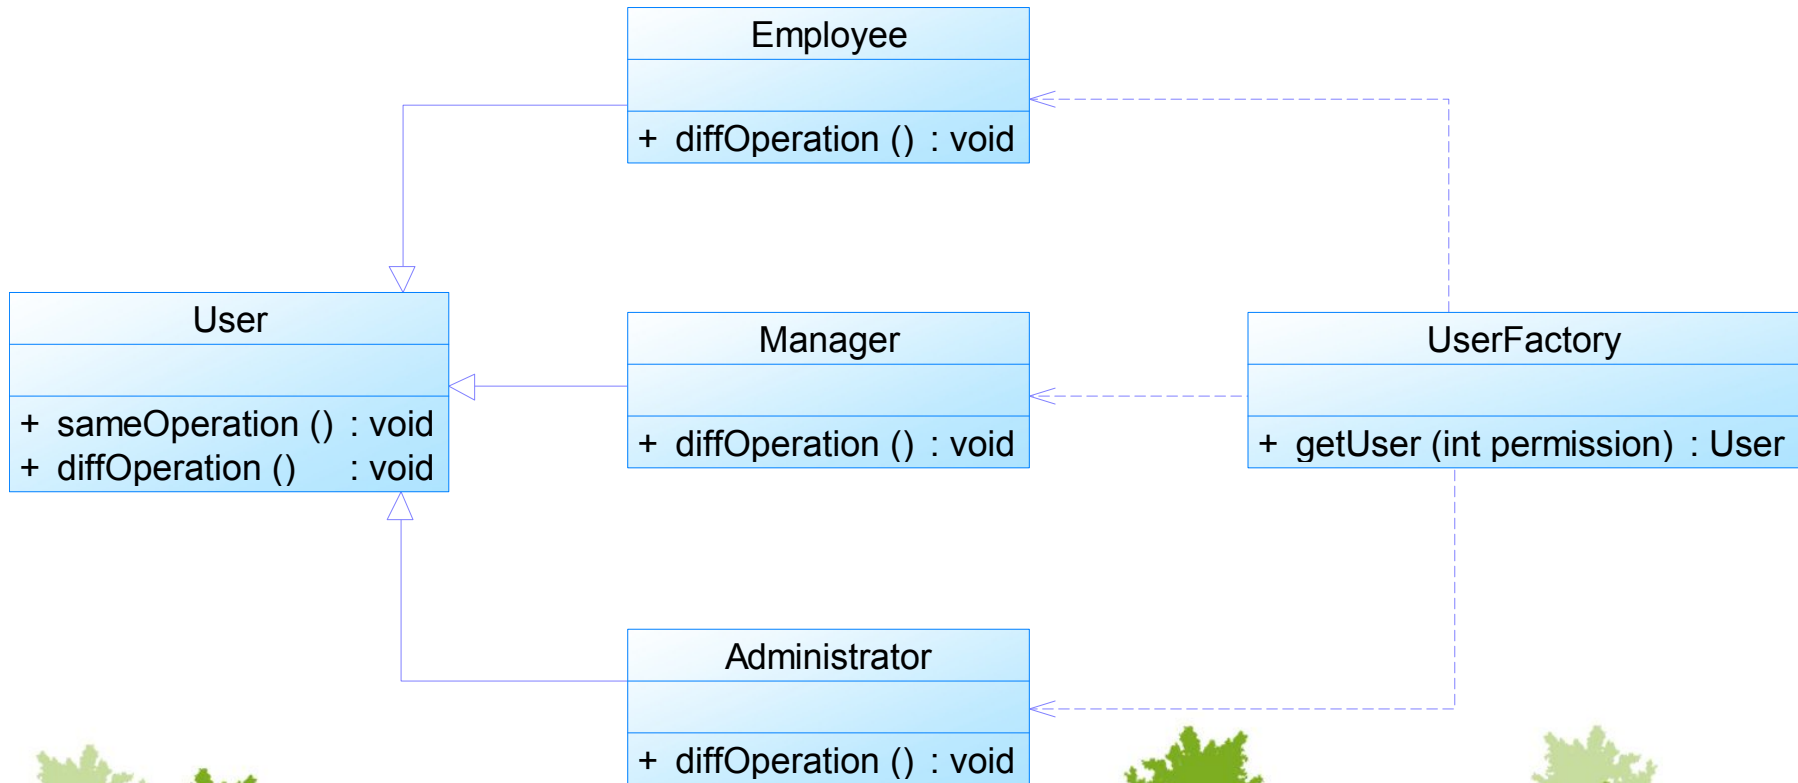 Employee
+ diffOperation () : void
User
+ sameOperation () : void
+ diffOperation () : void
Manager
+ diffOperation () : void
UserFactory
+ getUser (int permission) : User
Administrator
+ diffOperation () : void